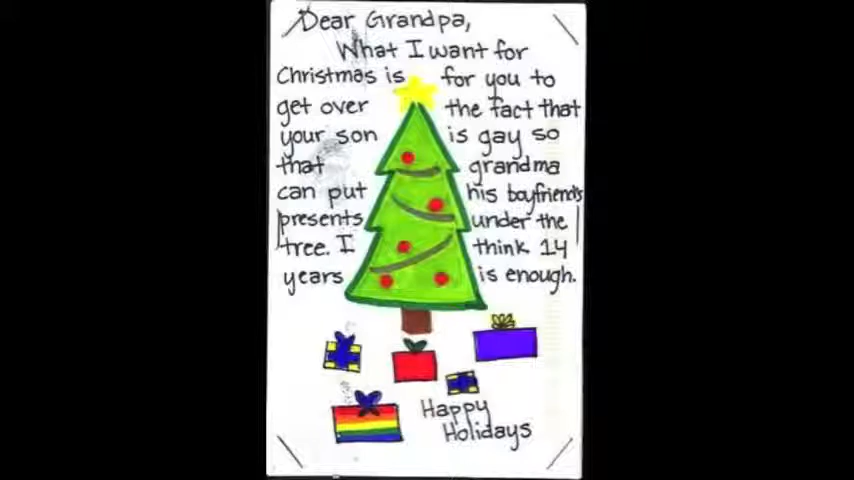 Dear Grandpa,
What I want for
Christmas is for you to
get over the fact that
your son is gay so
that grandma
can put his boyfriend's
presents under the
tree. I think 14
years is enough.
Happy
Holidays